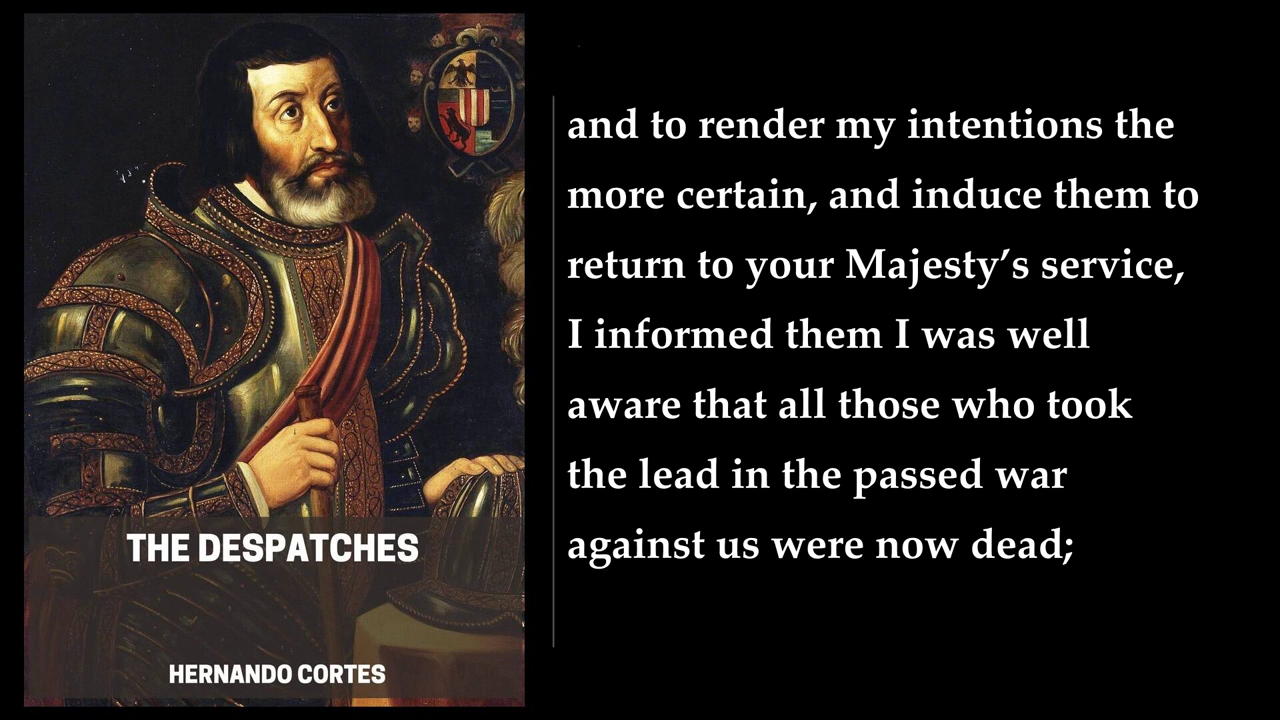 THE DESPATCHES
HERNANDO CORTES
and to render my intentions the
more certain, and induce them to
return to your Majesty’s service,
I informed them I was well
aware that all those who took
the lead in the passed war
against us were now dead;